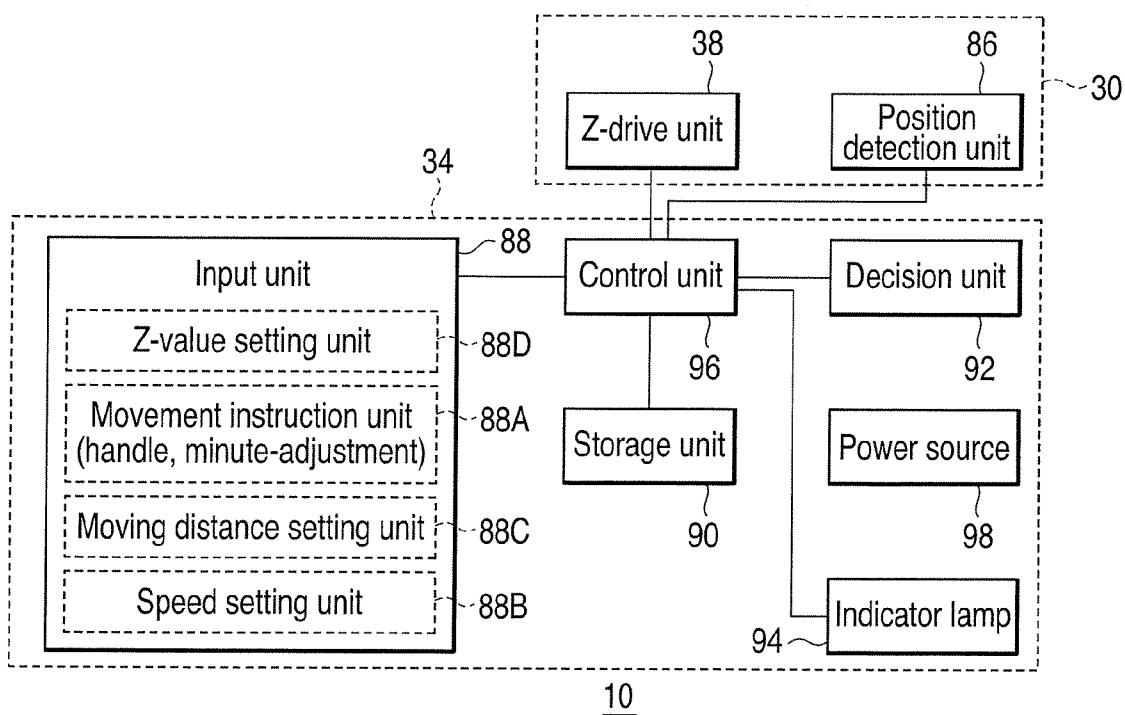 38
86
30
Z-drive unit
Position
detection unit
34
88
Input unit
Control unit
Decision unit
96
92
Z-value setting unit
88D
Movement instruction unit
(handle, minute-adjustment)
88A
Storage unit
Power source
90
98
Moving distance setting unit
88C
Speed setting unit
88B
Indicator lamp
94
10